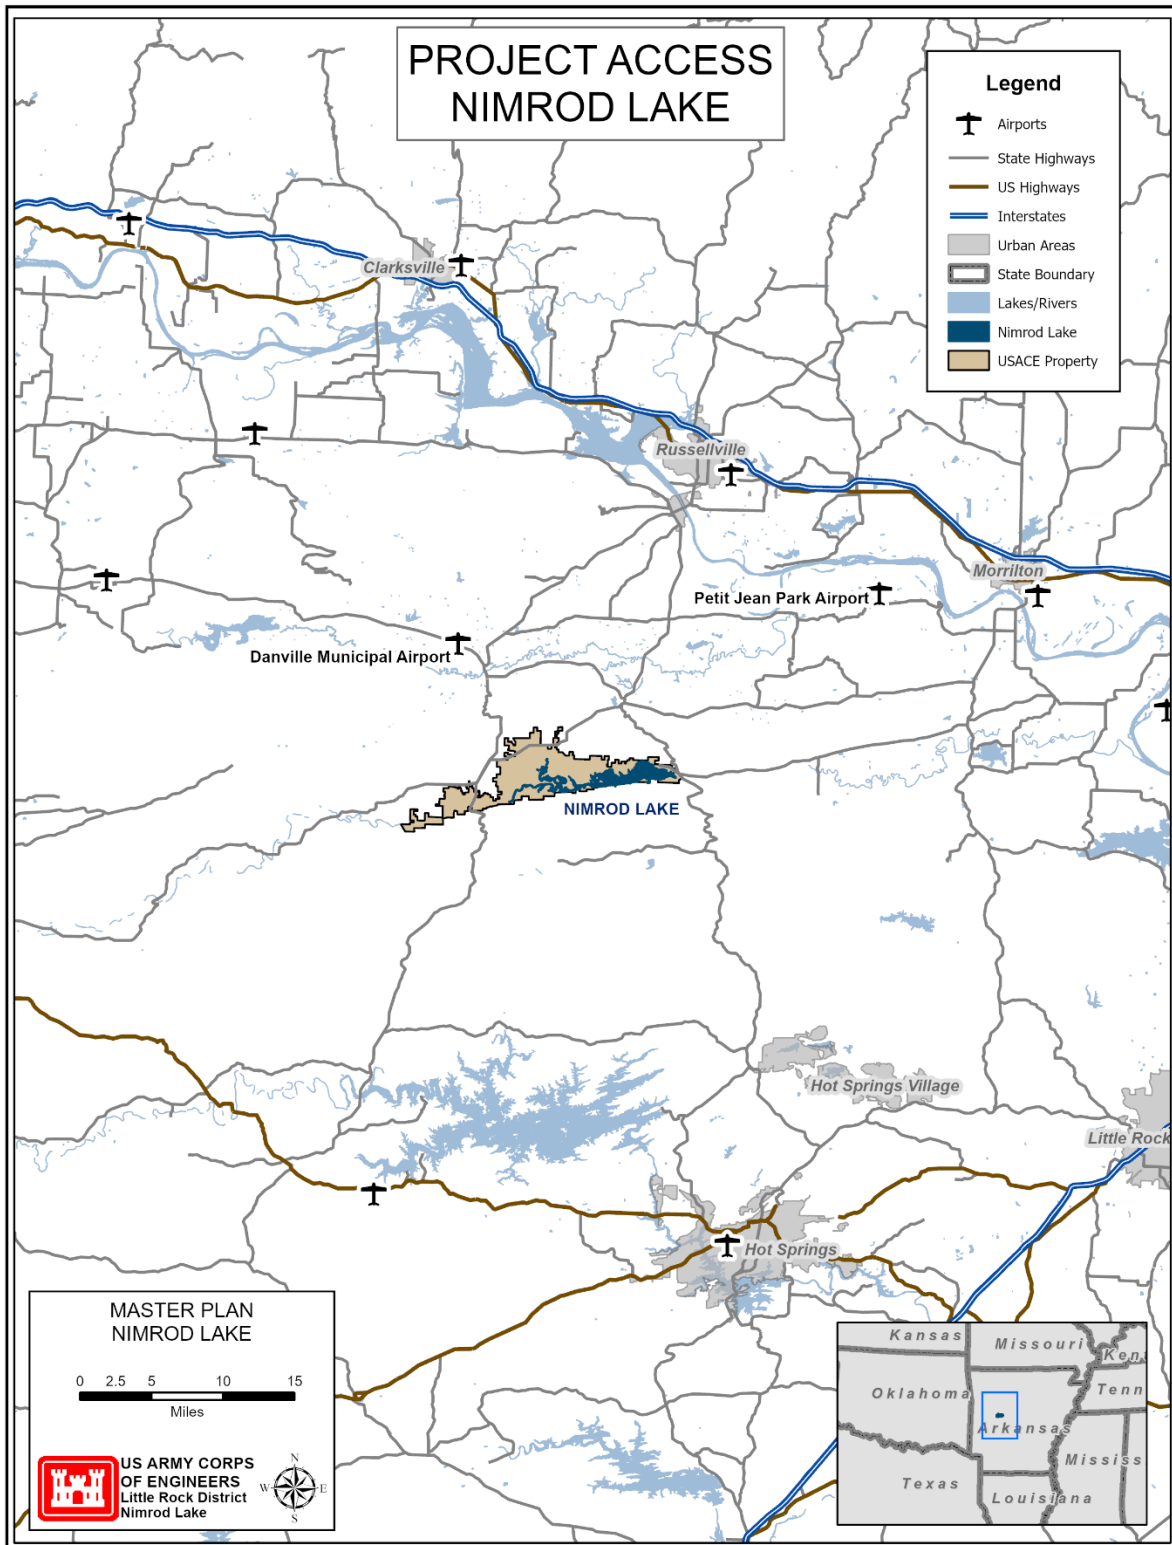 PROJECT ACCESS
NIMROD LAKE
Legend
Airports
State Highways
US Highways
Interstates
Urban Areas
State Boundary
Lakes/Rivers
Nimrod Lake
USACE Property
Clarksville
Russellville
Morrilton
Petit Jean Park Airport
Danville Municipal Airport
NIMROD LAKE
Hot Springs Village
Little Rock
Hot Springs
MASTER PLAN
NIMROD LAKE
0 2.5 5 10 15
Miles
US ARMY CORPS
OF ENGINEERS
Little Rock District
Nimrod Lake
N
W E
S
Kansas
Missouri
Kent
Oklahoma
Tenn
Arkansas
Mississ
Texas
Louisiana